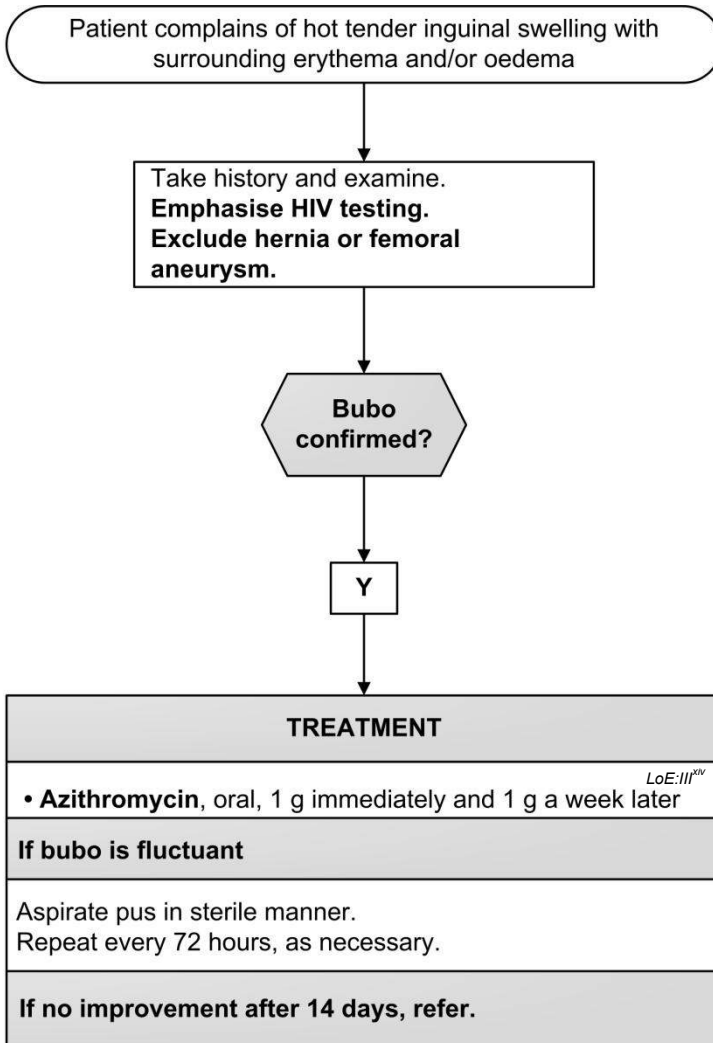 Patient complains of hot tender inguinal swelling with
surrounding erythema and/or oedema
Take history and examine.
Emphasise HIV testing.
Exclude hernia or femoral
aneurysm.
Bubo
confirmed?
Y
TREATMENT
LoE:III^xiv
• Azithromycin, oral, 1 g immediately and 1 g a week later
If bubo is fluctuant
Aspirate pus in sterile manner.
Repeat every 72 hours, as necessary.
If no improvement after 14 days, refer.